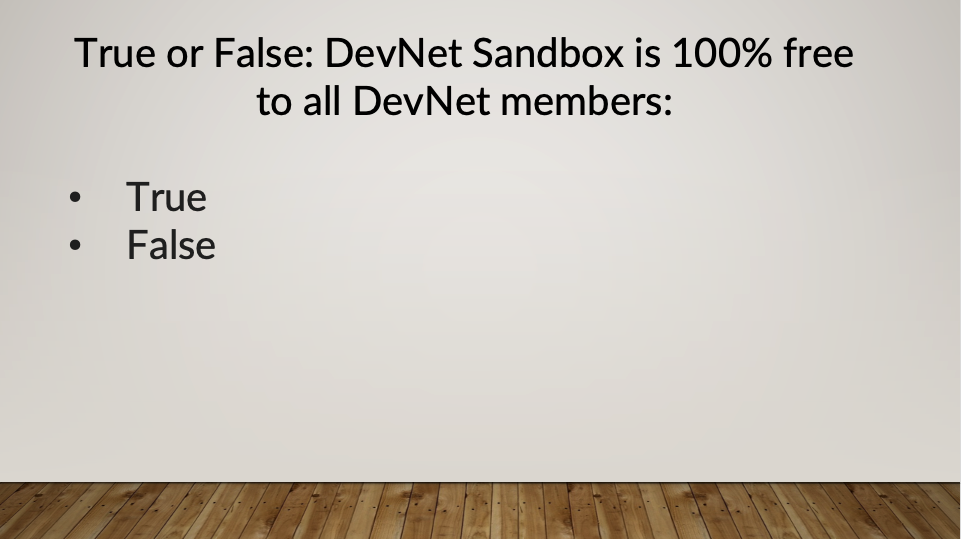 True or False: DevNet Sandbox is 100% free
to all DevNet members:
• True
• False